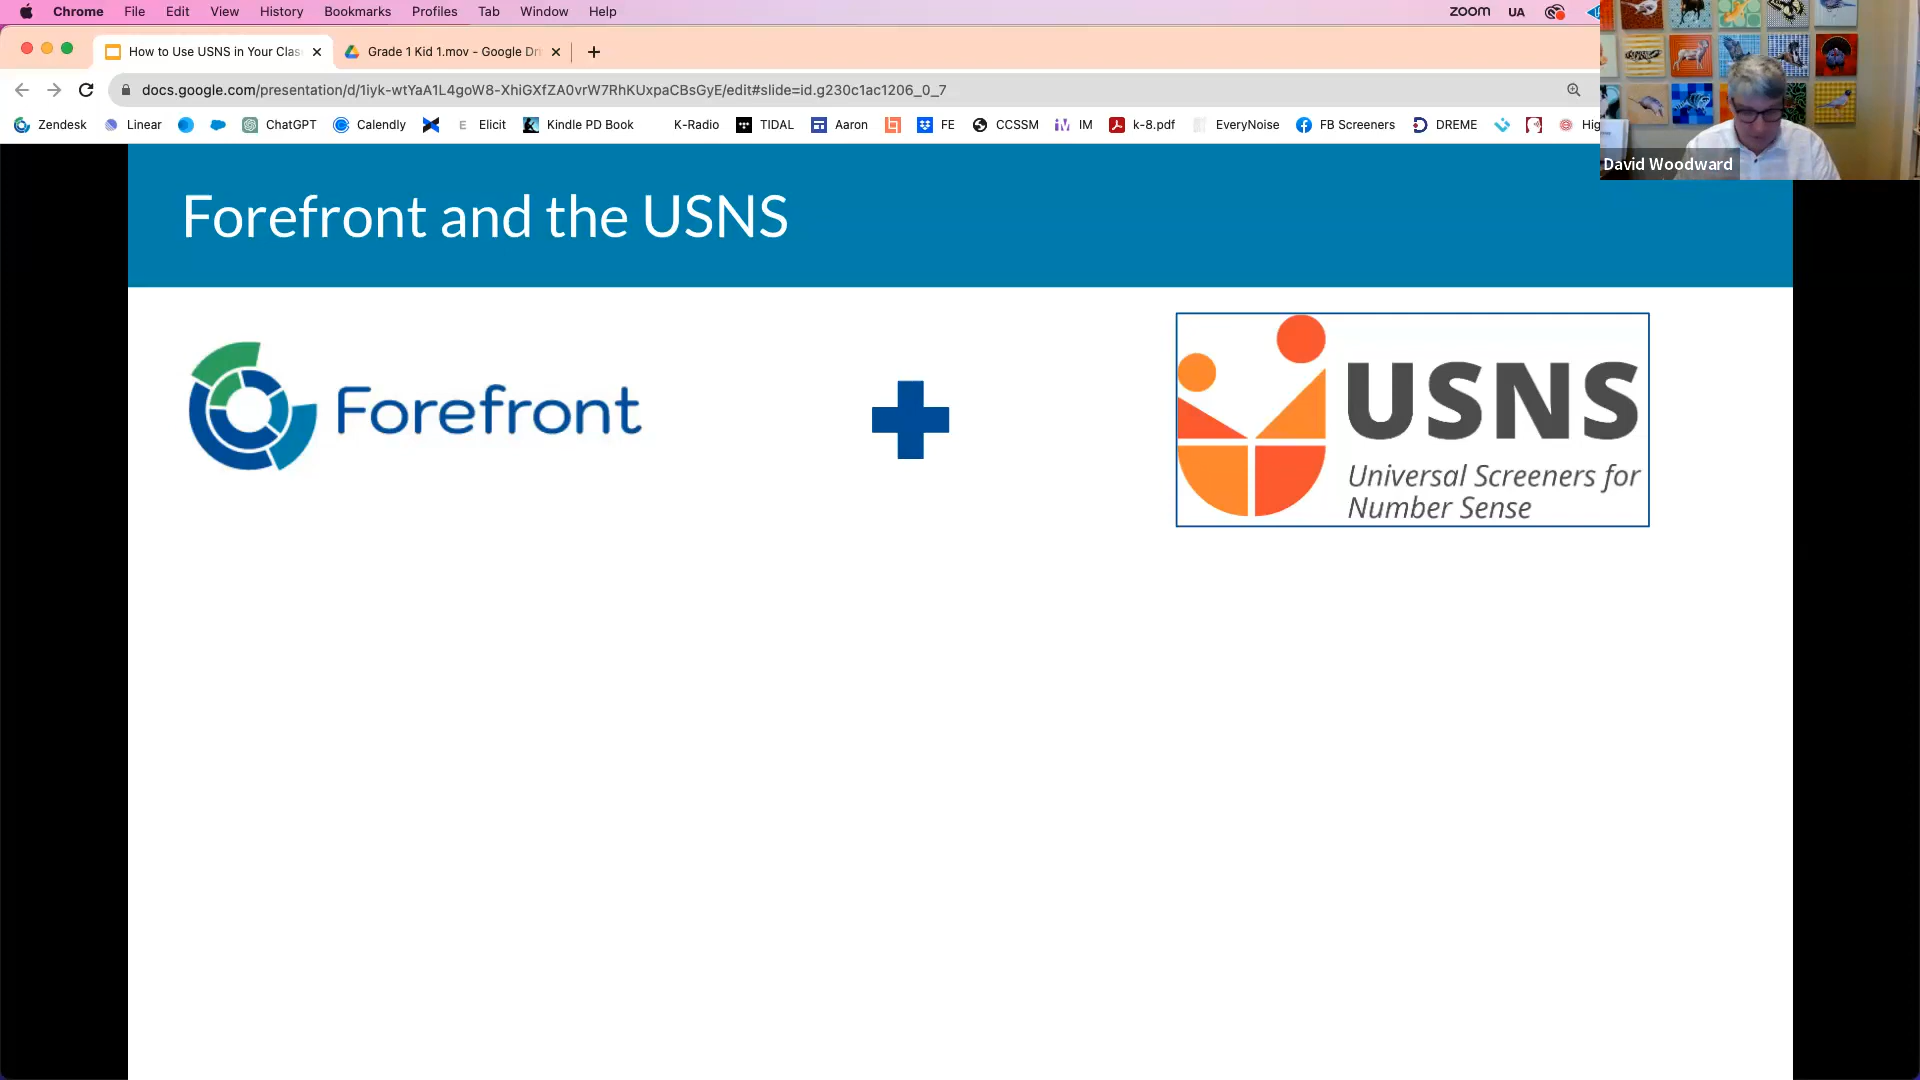 Chrome File Edit View History Bookmarks Profiles Tab Window Help zoom UA
How to Use USNS in Your Clas Grade 1 Kid 1.mov - Google Dri
docs.google.com/presentation/d/1iyk-wtYaA1L4goW8-XhiGXfZA0vrW7RhKUxpaCBsGyE/edit#slide=id.g230c1ac1206_0_7
Zendesk Linear ChatGPT Calendly E Elicit Kindle PD Book K-Radio TIDAL Aaron FE CCSSM IM k-8.pdf EveryNoise FB Screeners DREME Hig
David Woodward
Forefront and the USNS
Forefront
USNS
Universal Screeners for
Number Sense